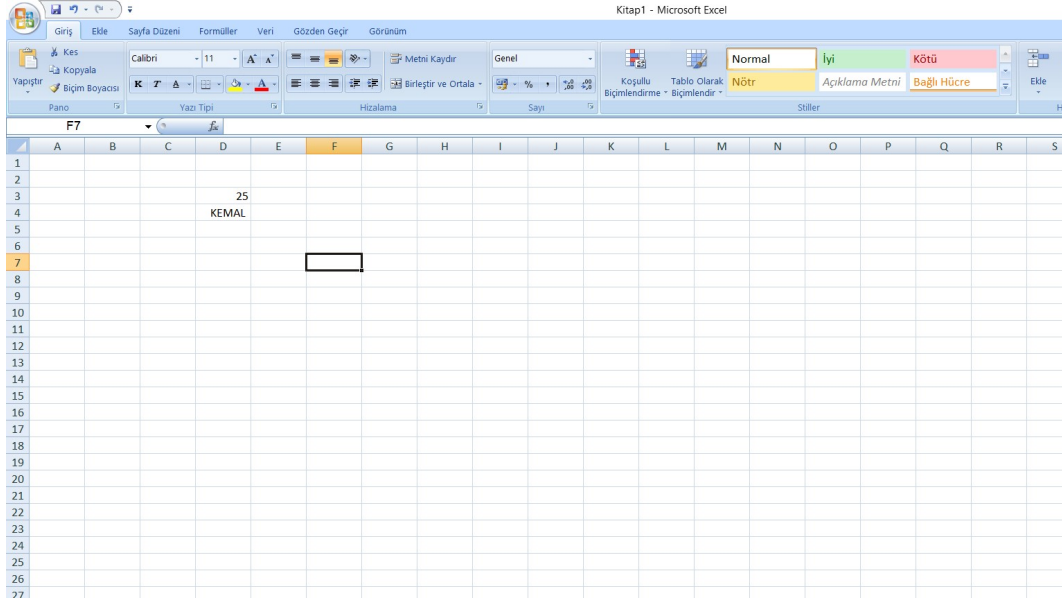 Kitap1 - Microsoft Excel
Giriş Ekle Sayfa Düzeni Formüller Veri Gözden Geçir Görünüm
Yapıştır
Kes
Kopyala
Biçim Boyacısı
Pano
Calibri 11
K T A
Yazı Tipi
Metni Kaydır
Birleştir ve Ortala
Hizalama
Genel
%
Sayı
Koşullu Biçimlendirme
Tablo Olarak Biçimlendir
Normal İyi Kötü
Nötr Açıklama Metni Bağlı Hücre
Stiller
Ekle
H
F7 fx
A B C D E F G H I J K L M N O P Q R S
1
2
3 25
4 KEMAL
5
6
7
8
9
10
11
12
13
14
15
16
17
18
19
20
21
22
23
24
25
26
27